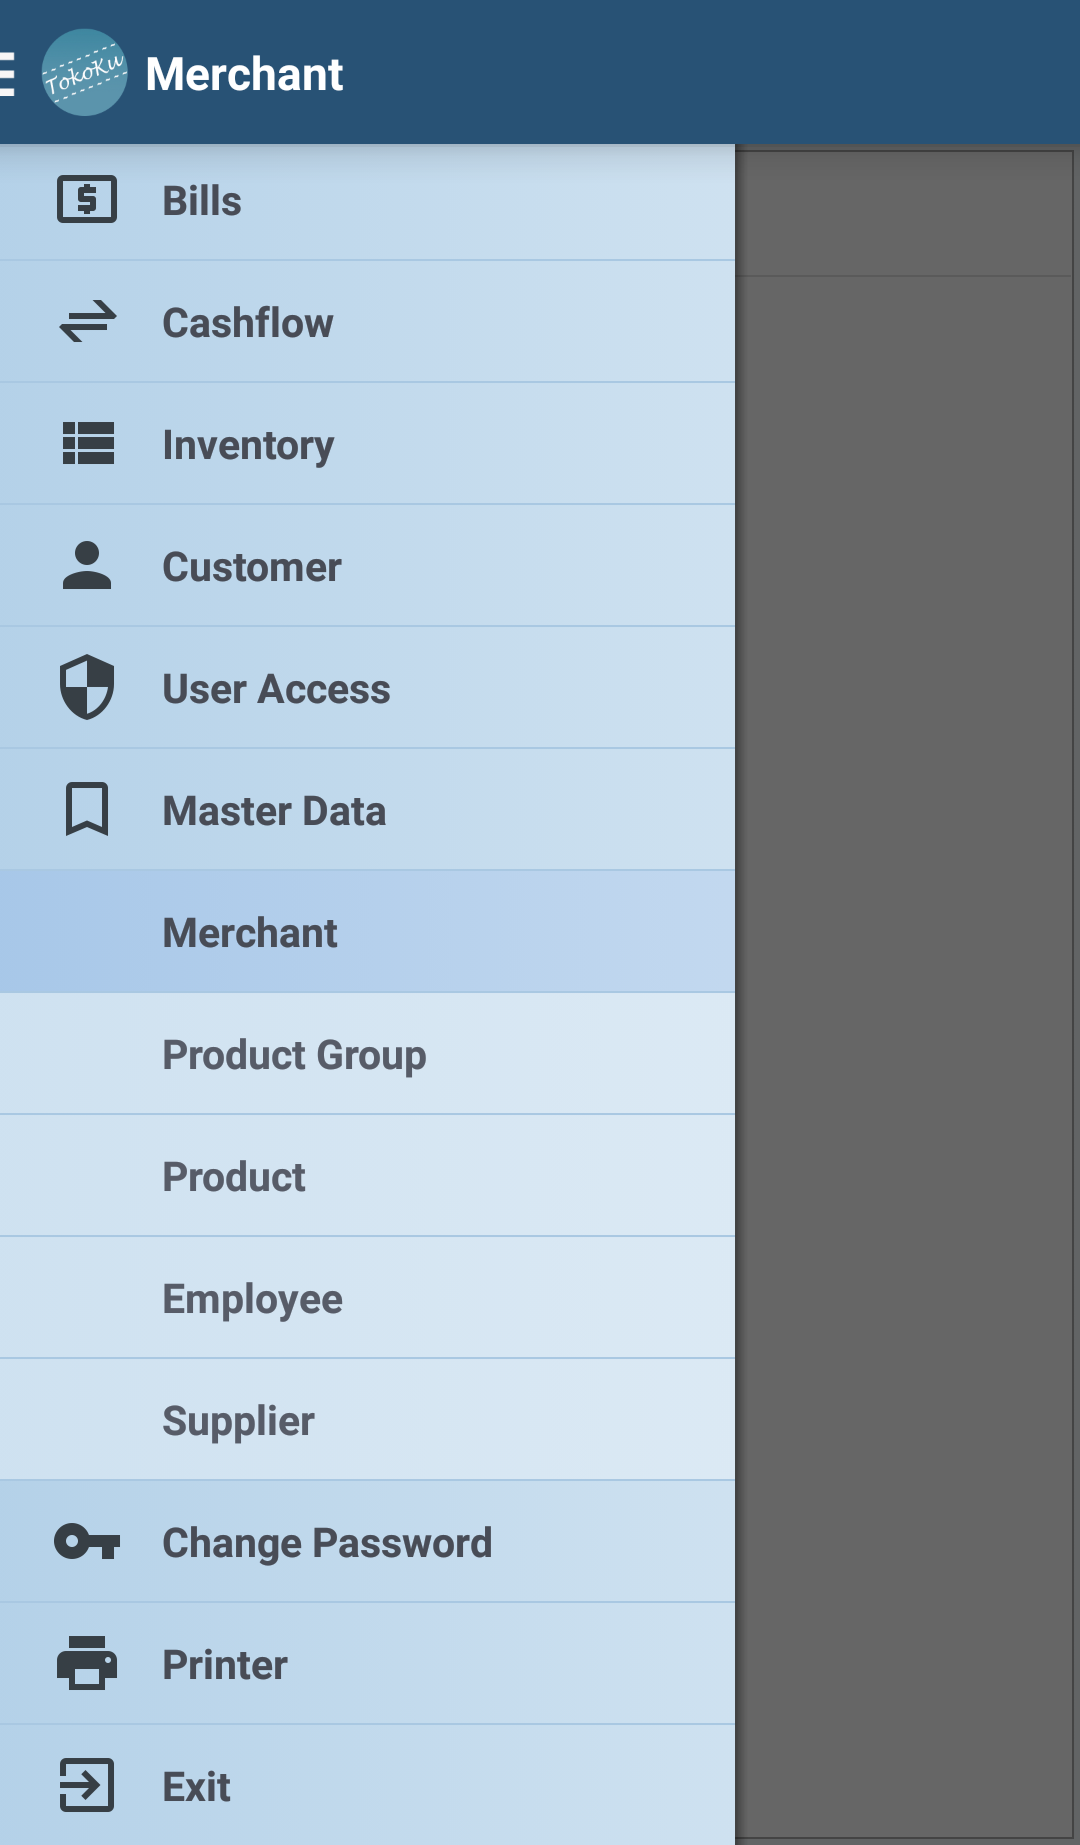 TokoKu
Merchant
Bills
Cashflow
Inventory
Customer
User Access
Master Data
Merchant
Product Group
Product
Employee
Supplier
Change Password
Printer
Exit